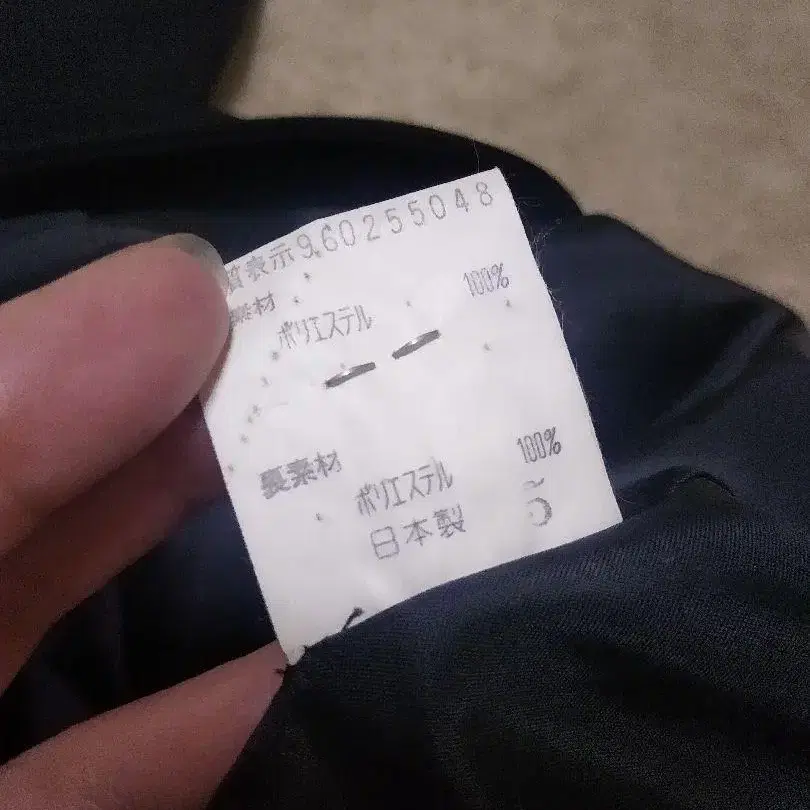 質表示9.60255048
素材
ポリエステル 100%
裏素材
ポリエステル 100%
日本製 5